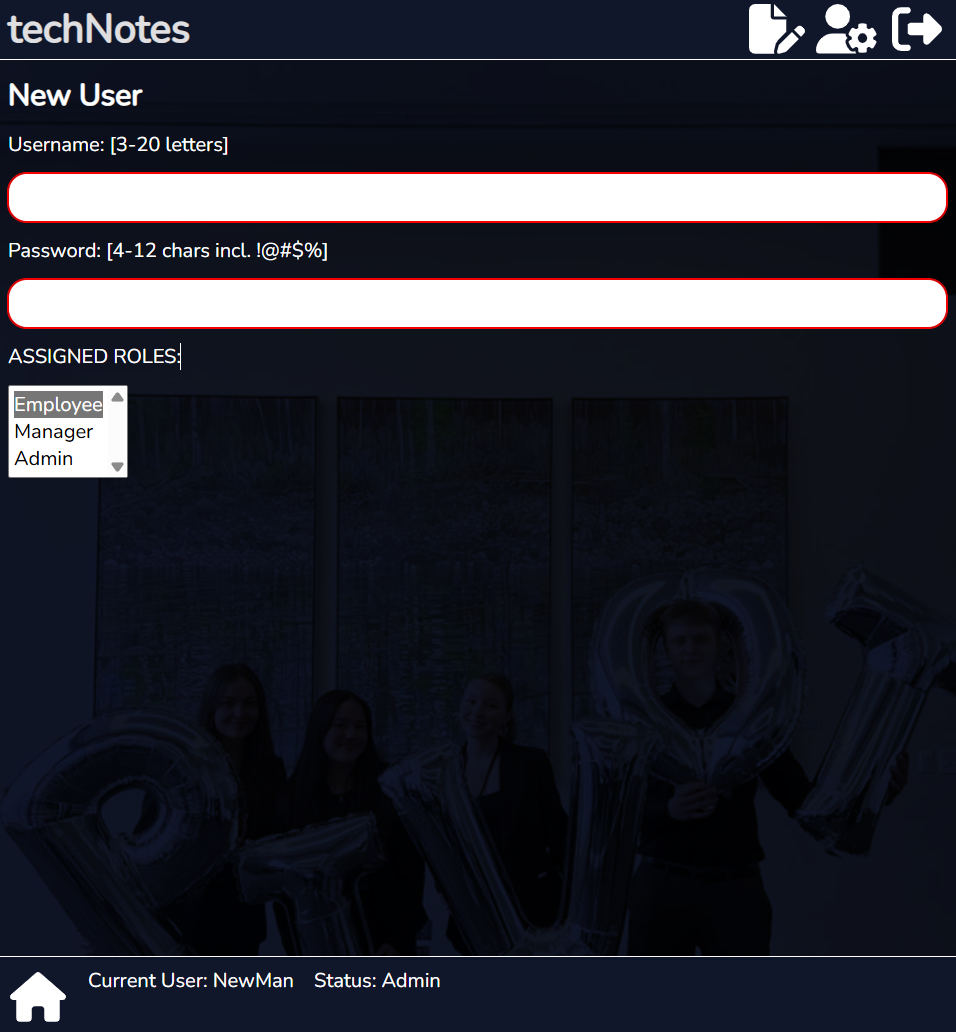 techNotes
New User
Username: [3-20 letters]
Password: [4-12 chars incl. !@#$%]
ASSIGNED ROLES:
Employee
Manager
Admin
Current User: NewMan Status: Admin